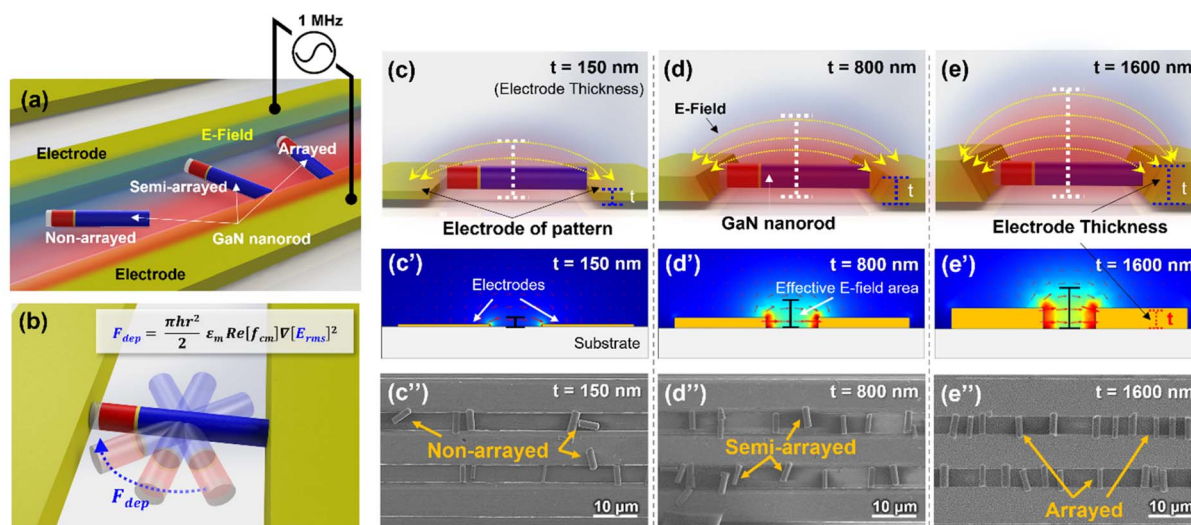 1 MHz
(a)
E-Field
Electrode
Arrayed
Semi-arrayed
Non-arrayed
GaN nanorod
Electrode
(b)
F_dep = πhr²/2 ε_m Re[f_cm]∇[E_rms]²
F_dep
(c)
t = 150 nm
(Electrode Thickness)
t
Electrode of pattern
(d)
t = 800 nm
E-Field
t
GaN nanorod
(e)
t = 1600 nm
t
Electrode Thickness
(c')
t = 150 nm
Electrodes
Substrate
(d')
t = 800 nm
Effective E-field area
(e')
t = 1600 nm
t
(c'')
t = 150 nm
Non-arrayed
10 µm
(d'')
t = 800 nm
Semi-arrayed
10 µm
(e'')
t = 1600 nm
Arrayed
10 µm